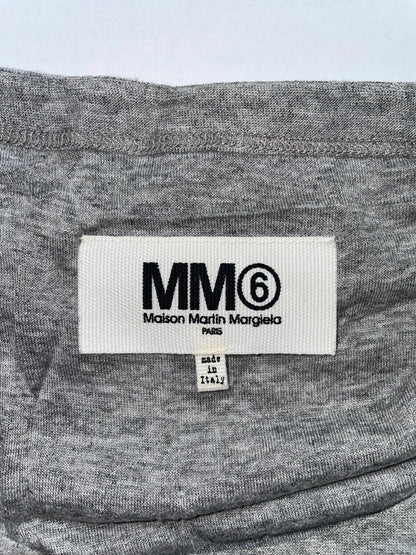 MM⑥
Maison Martin Margiela
PARIS
made
in
Italy